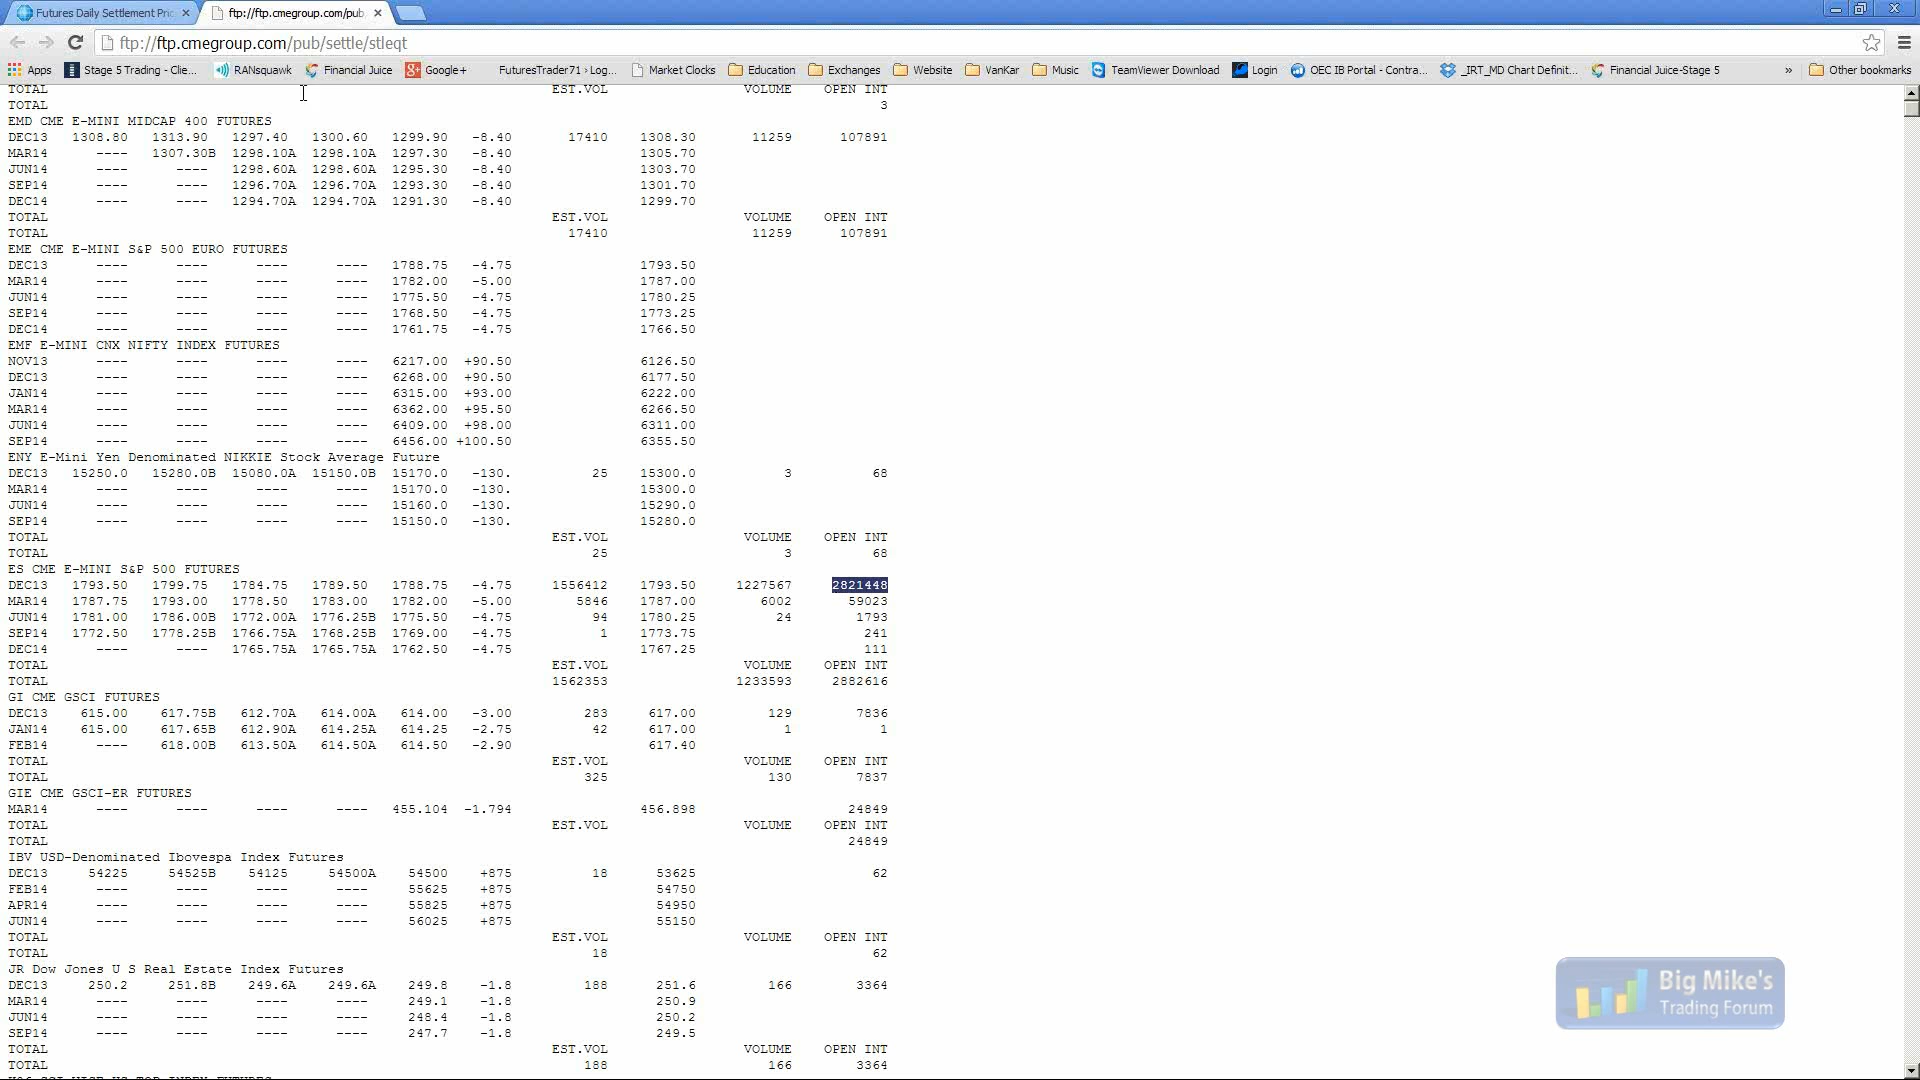 Futures Daily Settlement Pric
ftp://ftp.cmegroup.com/pub
ftp://ftp.cmegroup.com/pub/settle/stleqt
Apps Stage 5 Trading - Clie... RANsquawk Financial Juice Google+ FuturesTrader71 › Log... Market Clocks Education Exchanges Website VanKar Music TeamViewer Download Login OEC IB Portal - Contra... _IRT_MD Chart Definit... Financial Juice-Stage 5 » Other bookmarks
TOTAL EST.VOL VOLUME OPEN INT
TOTAL 3
EMD CME E-MINI MIDCAP 400 FUTURES
DEC13 1308.80 1313.90 1297.40 1300.60 1299.90 -8.40 17410 1308.30 11259 107891
MAR14 ---- 1307.30B 1298.10A 1298.10A 1297.30 -8.40 1305.70
JUN14 ---- ---- 1298.60A 1298.60A 1295.30 -8.40 1303.70
SEP14 ---- ---- 1296.70A 1296.70A 1293.30 -8.40 1301.70
DEC14 ---- ---- 1294.70A 1294.70A 1291.30 -8.40 1299.70
TOTAL EST.VOL VOLUME OPEN INT
TOTAL 17410 11259 107891
EME CME E-MINI S&P 500 EURO FUTURES
DEC13 ---- ---- ---- ---- 1788.75 -4.75 1793.50
MAR14 ---- ---- ---- ---- 1782.00 -5.00 1787.00
JUN14 ---- ---- ---- ---- 1775.50 -4.75 1780.25
SEP14 ---- ---- ---- ---- 1768.50 -4.75 1773.25
DEC14 ---- ---- ---- ---- 1761.75 -4.75 1766.50
EMF E-MINI CNX NIFTY INDEX FUTURES
NOV13 ---- ---- ---- ---- 6217.00 +90.50 6126.50
DEC13 ---- ---- ---- ---- 6268.00 +90.50 6177.50
JAN14 ---- ---- ---- ---- 6315.00 +93.00 6222.00
MAR14 ---- ---- ---- ---- 6362.00 +95.50 6266.50
JUN14 ---- ---- ---- ---- 6409.00 +98.00 6311.00
SEP14 ---- ---- ---- ---- 6456.00 +100.50 6355.50
ENY E-Mini Yen Denominated NIKKIE Stock Average Future
DEC13 15250.0 15280.0B 15080.0A 15150.0B 15170.0 -130. 25 15300.0 3 68
MAR14 ---- ---- ---- ---- 15170.0 -130. 15300.0
JUN14 ---- ---- ---- ---- 15160.0 -130. 15290.0
SEP14 ---- ---- ---- ---- 15150.0 -130. 15280.0
TOTAL EST.VOL VOLUME OPEN INT
TOTAL 25 3 68
ES CME E-MINI S&P 500 FUTURES
DEC13 1793.50 1799.75 1784.75 1789.50 1788.75 -4.75 1556412 1793.50 1227567 2821448
MAR14 1787.75 1793.00 1778.50 1783.00 1782.00 -5.00 5846 1787.00 6002 59023
JUN14 1781.00 1786.00B 1772.00A 1776.25B 1775.50 -4.75 94 1780.25 24 1793
SEP14 1772.50 1778.25B 1766.75A 1768.25B 1769.00 -4.75 1 1773.75 241
DEC14 ---- ---- 1765.75A 1765.75A 1762.50 -4.75 1767.25 111
TOTAL EST.VOL VOLUME OPEN INT
TOTAL 1562353 1233593 2882616
GI CME GSCI FUTURES
DEC13 615.00 617.75B 612.70A 614.00A 614.00 -3.00 283 617.00 129 7836
JAN14 615.00 617.65B 612.90A 614.25A 614.25 -2.75 42 617.00 1 1
FEB14 ---- 618.00B 613.50A 614.50A 614.50 -2.90 617.40
TOTAL EST.VOL VOLUME OPEN INT
TOTAL 325 130 7837
GIE CME GSCI-ER FUTURES
MAR14 ---- ---- ---- ---- 455.104 -1.794 456.898 24849
TOTAL EST.VOL VOLUME OPEN INT
TOTAL 24849
IBV USD-Denominated Ibovespa Index Futures
DEC13 54225 54525B 54125 54500A 54500 +875 18 53625 62
FEB14 ---- ---- ---- ---- 55625 +875 54750
APR14 ---- ---- ---- ---- 55825 +875 54950
JUN14 ---- ---- ---- ---- 56025 +875 55150
TOTAL EST.VOL VOLUME OPEN INT
TOTAL 18 62
JR Dow Jones U S Real Estate Index Futures
DEC13 250.2 251.8B 249.6A 249.6A 249.8 -1.8 188 251.6 166 3364
MAR14 ---- ---- ---- ---- 249.1 -1.8 250.9
JUN14 ---- ---- ---- ---- 248.4 -1.8 250.2
SEP14 ---- ---- ---- ---- 247.7 -1.8 249.5
TOTAL EST.VOL VOLUME OPEN INT
TOTAL 188 166 3364
Big Mike's
Trading Forum